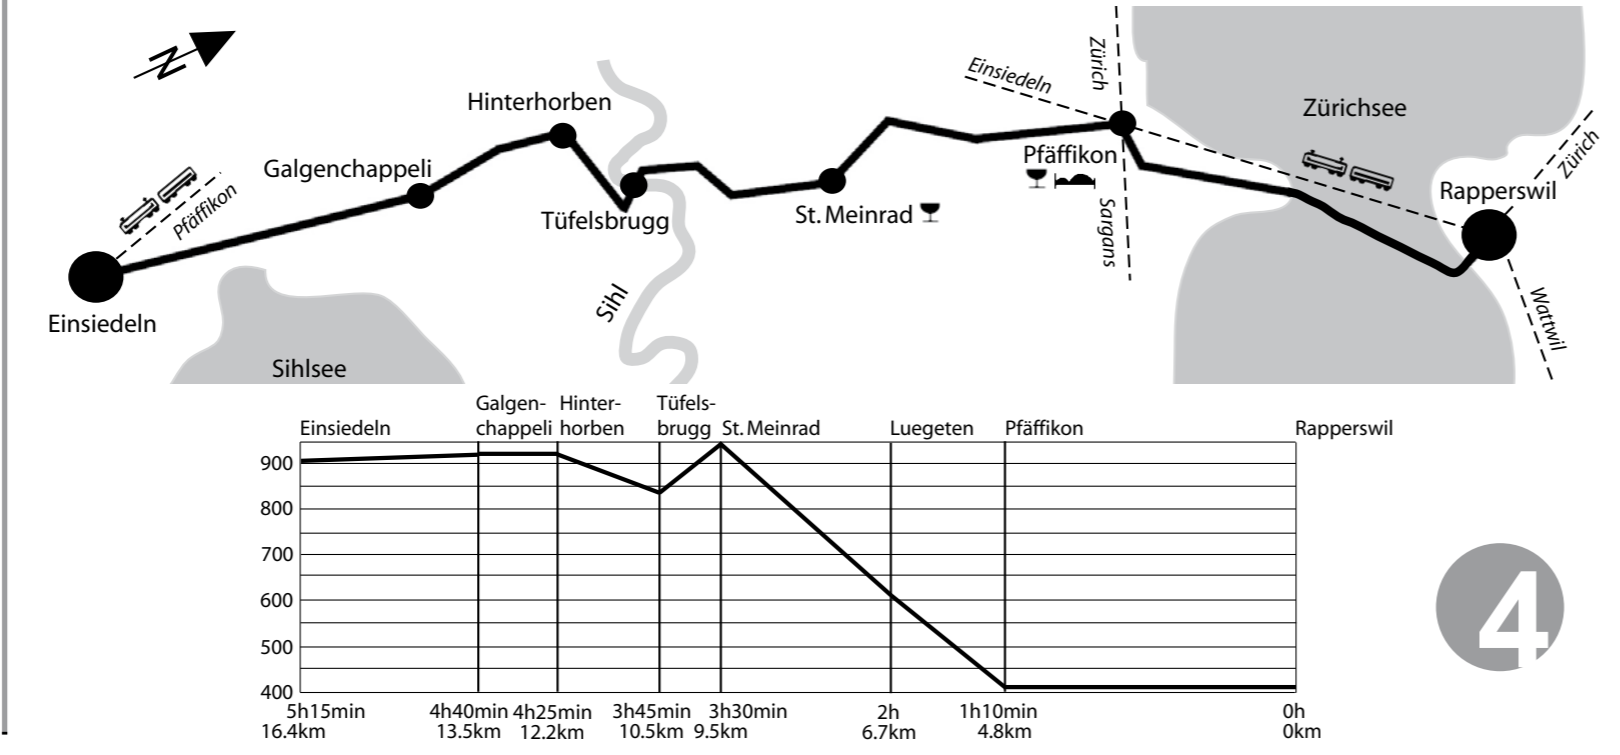 N
Einsiedeln
Zürich
Hinterhorben
Zürichsee
Zürich
Galgenchappeli
Pfäffikon
Pfäffikon
Rapperswil
Tüfelsbrugg
St. Meinrad
Sargans
Sihl
Einsiedeln
Wattwil
Sihlsee
Galgen- Hinter- Tüfels-
Einsiedeln chappeli horben brugg St. Meinrad Luegeten Pfäffikon Rapperswil
900
800
700
600
500
400
4
5h15min 4h40min 4h25min 3h45min 3h30min 2h 1h10min 0h
16.4km 13.5km 12.2km 10.5km 9.5km 6.7km 4.8km 0km